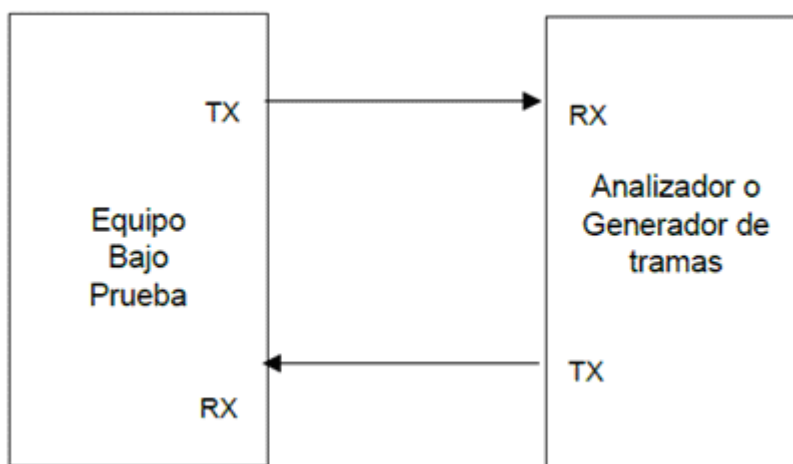 TX
Equipo
Bajo
Prueba
RX
RX
Analizador o
Generador de
tramas
TX